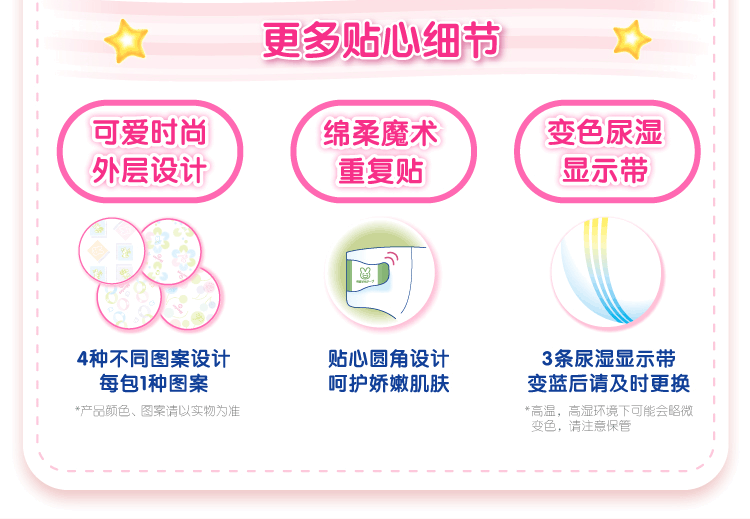 更多贴心细节
可爱时尚
外层设计
绵柔魔术
重复贴
变色尿湿
显示带
4种不同图案设计
每包1种图案
*产品颜色、图案请以实物为准
贴心圆角设计
呵护娇嫩肌肤
3条尿湿显示带
变蓝后请及时更换
*高温，高湿环境下可能会略微
变色，请注意保管